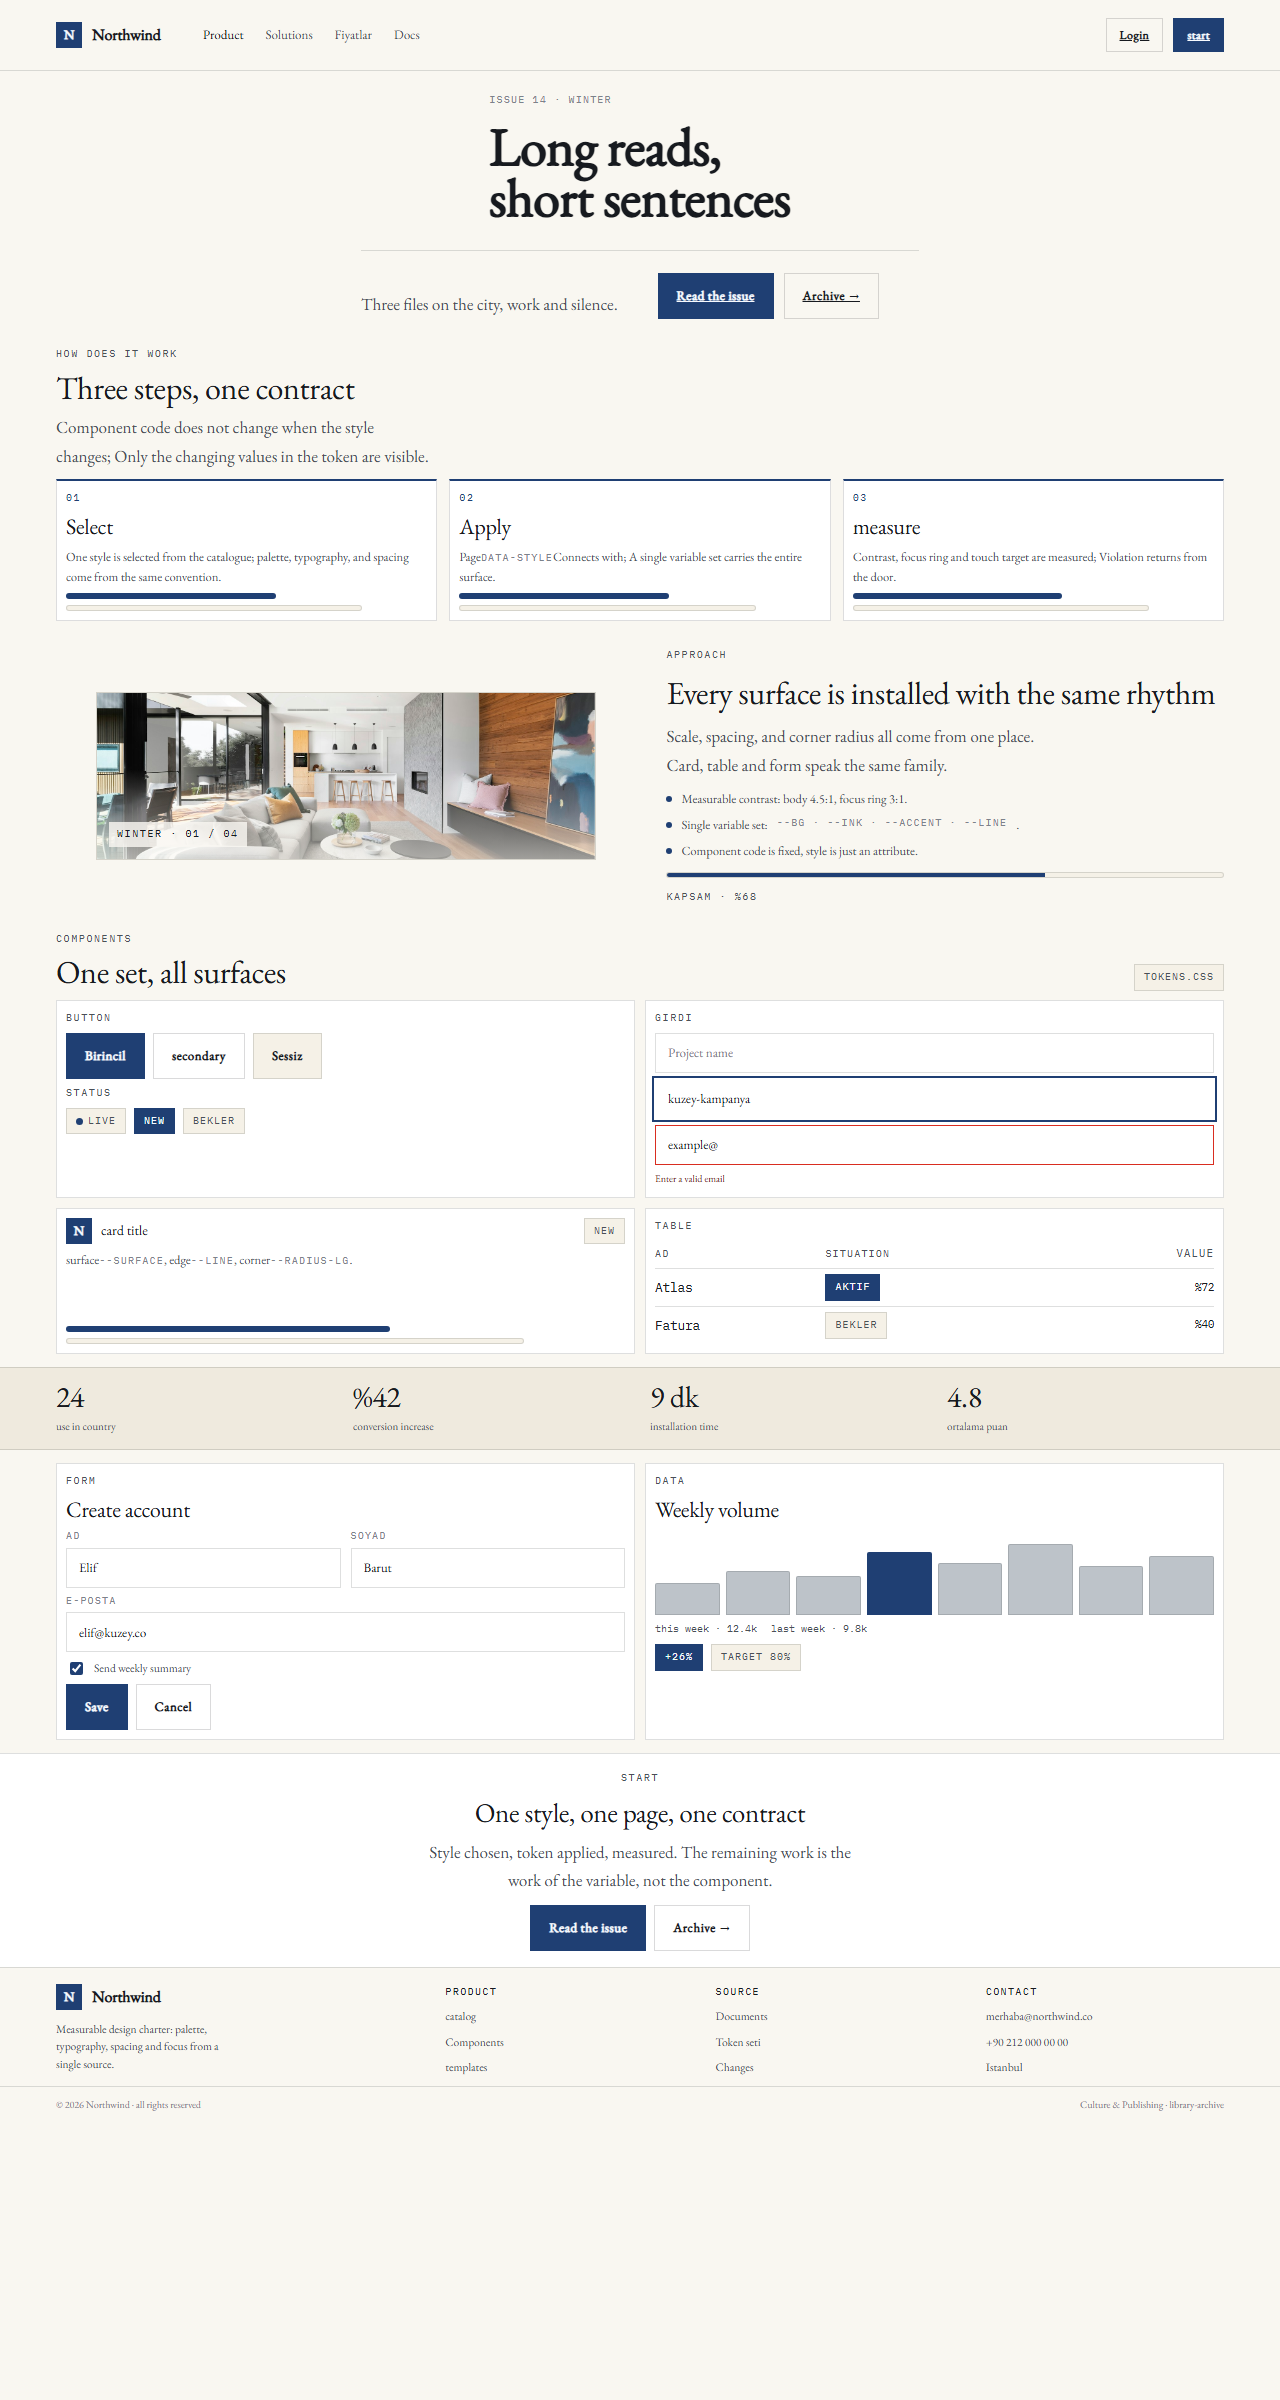 N Northwind Product Solutions Fiyatlar Docs Login start
ISSUE 14 · WINTER
Long reads,
short sentences
Three files on the city, work and silence. Read the issue Archive →
HOW DOES IT WORK
Three steps, one contract
Component code does not change when the style
changes; Only the changing values in the token are visible.
01
Select
One style is selected from the catalogue; palette, typography, and spacing
come from the same convention.
02
Apply
PageDATA-STYLEConnects with; A single variable set carries the entire
surface.
03
measure
Contrast, focus ring and touch target are measured; Violation returns from
the door.
WINTER · 01 / 04
APPROACH
Every surface is installed with the same rhythm
Scale, spacing, and corner radius all come from one place.
Card, table and form speak the same family.
Measurable contrast: body 4.5:1, focus ring 3:1.
Single variable set: --BG · --INK · --ACCENT · --LINE .
Component code is fixed, style is just an attribute.
KAPSAM · %68
COMPONENTS
One set, all surfaces
TOKENS.CSS
BUTTON
Birincil secondary Sessiz
STATUS
LIVE NEW BEKLER
GIRDI
Project name
kuzey-kampanya
example@
Enter a valid email
N card title NEW
surface--SURFACE, edge--LINE, corner--RADIUS-LG.
TABLE
AD SITUATION VALUE
Atlas AKTIF %72
Fatura BEKLER %40
24 %42 9 dk 4.8
use in country conversion increase installation time ortalama puan
FORM
Create account
AD SOYAD
Elif Barut
E-POSTA
elif@kuzey.co
Send weekly summary
Save Cancel
DATA
Weekly volume
this week · 12.4k last week · 9.8k
+26% TARGET 80%
START
One style, one page, one contract
Style chosen, token applied, measured. The remaining work is the
work of the variable, not the component.
Read the issue Archive →
N Northwind
Measurable design charter: palette,
typography, spacing and focus from a
single source.
PRODUCT
catalog
Components
templates
SOURCE
Documents
Token seti
Changes
CONTACT
merhaba@northwind.co
+90 212 000 00 00
Istanbul
© 2026 Northwind · all rights reserved Culture & Publishing · library-archive